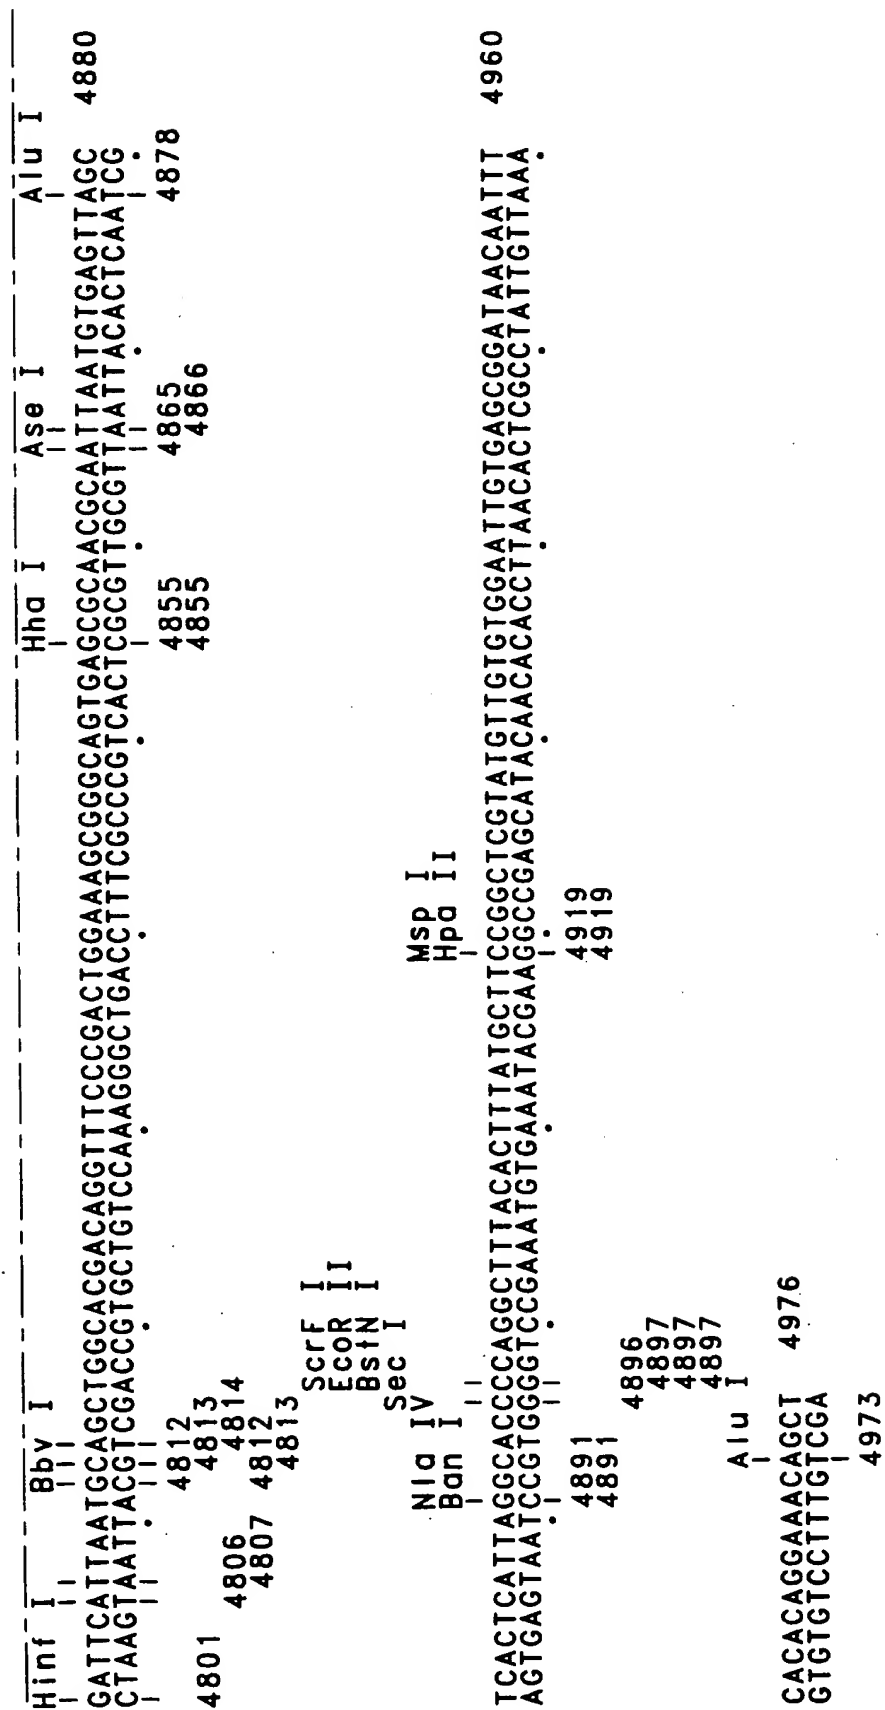 Hinf I Bbv I Hha I Ase I Alu I
GATTCATTAATGCAGCTGGCACGACAGGTTTCCCGACTGGAAAGCGGGCAGTGAGCGCAACGCAATTAATGTGAGTTAGC 4880
CTAAGTAATTACGTCGACCGTGCTGTCCAAAGGGCTGACCTTTCGCCCGTCACTCGCGTTGCGTTAATTACACTCAATCG
4812 4855 4865 4878
4801 4813 4855 4866
4806 4814
4807 4812
4813
ScrF I
EcoR II
BstN I
Sec I
Nla IV Msp I
Ban I Hpa II
TCACTCATTAGGCACCCCAGGCTTTACACTTTATGCTTCCGGCTCGTATGTTGTGTGGAATTGTGAGCGGATAACAATTT 4960
AGTGAGTAATCCGTGGGGTCCGAAATGTGAAATACGAAGGCCGAGCATACAACACACCTTAACACTCGCCTATTGTTAAA
4891 4919
4891 4919
4896
4897
4897
4897
Alu I
CACACAGGAAACAGCT 4976
GTGTGTCCTTTGTCGA
4973